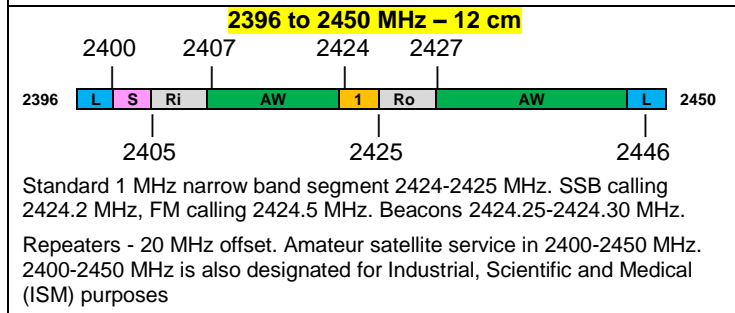 2396 to 2450 MHz – 12 cm
2400 2407 2424 2427
2396 L S Ri AW 1 Ro AW L 2450
2405 2425 2446
Standard 1 MHz narrow band segment 2424-2425 MHz. SSB calling
2424.2 MHz, FM calling 2424.5 MHz. Beacons 2424.25-2424.30 MHz.
Repeaters - 20 MHz offset. Amateur satellite service in 2400-2450 MHz.
2400-2450 MHz is also designated for Industrial, Scientific and Medical
(ISM) purposes